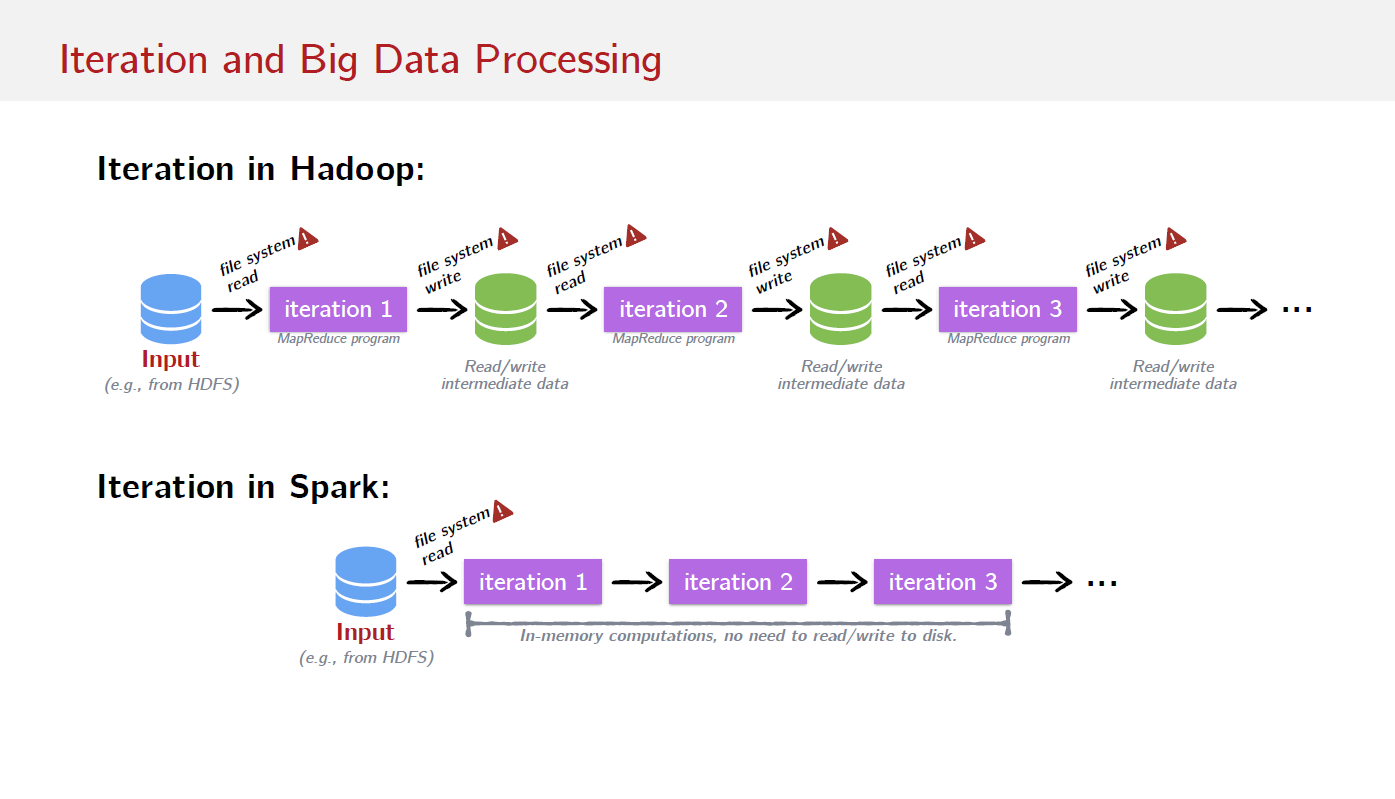 Iteration and Big Data Processing
Iteration in Hadoop:
file system
read
file system
write
file system
read
file system
write
file system
read
file system
write
iteration 1
iteration 2
iteration 3
...
MapReduce program
MapReduce program
MapReduce program
Input
(e.g., from HDFS)
Read/write
intermediate data
Read/write
intermediate data
Read/write
intermediate data
Iteration in Spark:
file system
read
iteration 1
iteration 2
iteration 3
...
Input
(e.g., from HDFS)
In-memory computations, no need to read/write to disk.